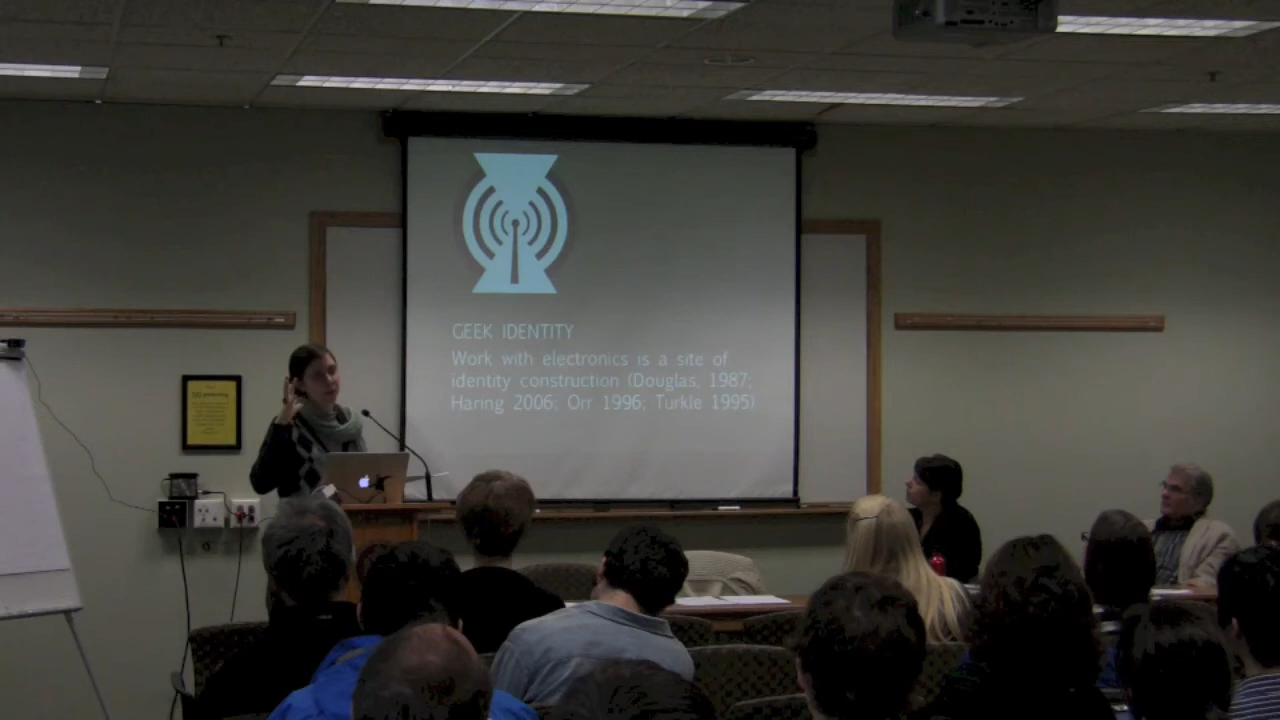 GEEK IDENTITY
Work with electronics is a site of
identity construction (Douglas, 1987;
Haring 2006; Orr 1996; Turkle 1995)